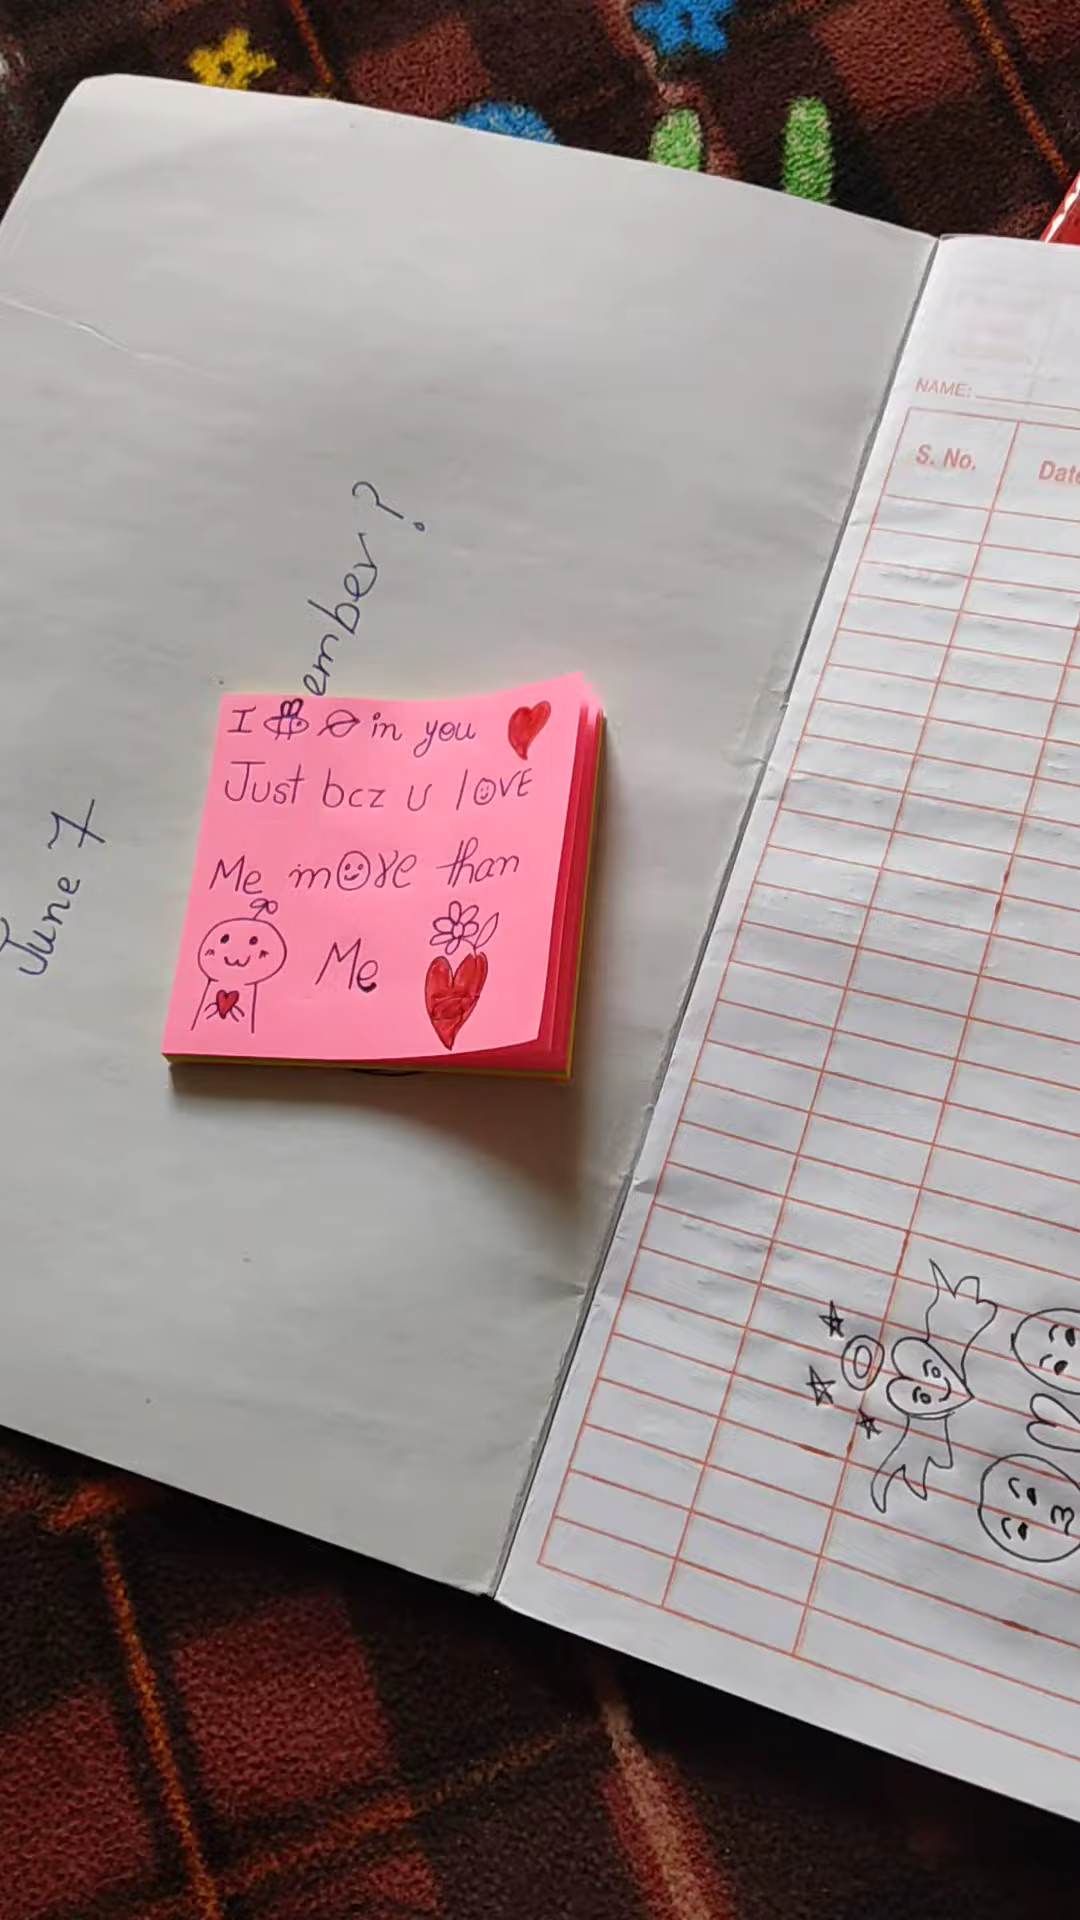 I 🐝 🍃 in you ❤️
Just bcz u lOVE
Me more than
Me
ember?
June 7
NAME:
S. No.